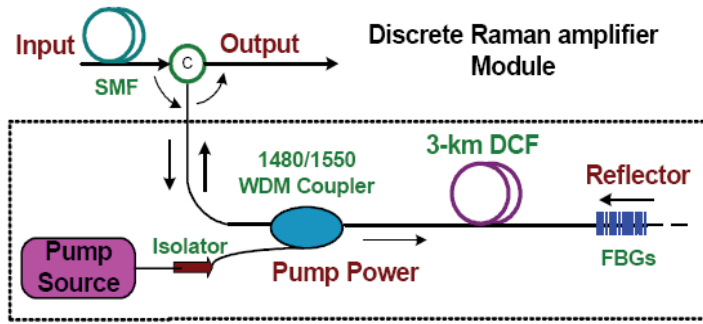 Input
Output
SMF
C
Discrete Raman amplifier
Module
1480/1550
WDM Coupler
3-km DCF
Reflector
Pump
Source
Isolator
Pump Power
FBGs